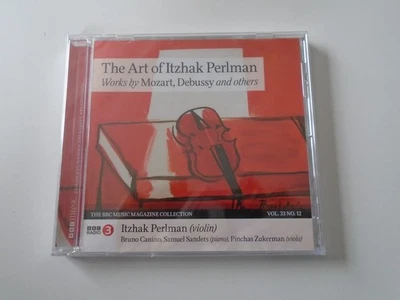 The Art of Itzhak Perlman
Works by Mozart, Debussy and others
THE BBC MUSIC MAGAZINE COLLECTION
VOL. 33 NO. 12
BBC
RADIO 3
Itzhak Perlman (violin)
Bruno Canino, Samuel Sanders (piano), Pinchas Zukerman (viola)